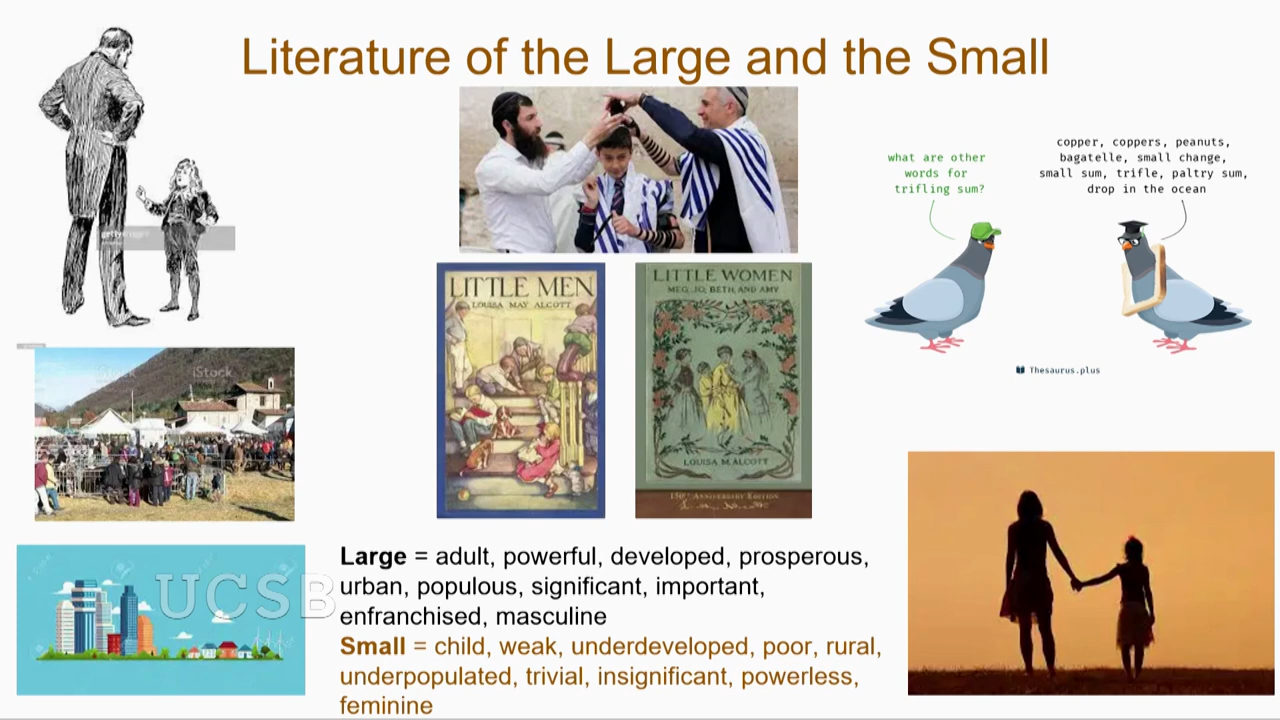 Literature of the Large and the Small
what are other
words for
trifling sum?
copper, coppers, peanuts,
bagatelle, small change,
small sum, trifle, paltry sum,
drop in the ocean
Thesaurus.plus
gettyimages
iStock
iStock
LITTLE MEN
LOUISA MAY ALCOTT
LITTLE WOMEN
MEG, JO, BETH, AND AMY
LOUISA M. ALCOTT
150TH ANNIVERSARY EDITION
UCSB
Large = adult, powerful, developed, prosperous,
urban, populous, significant, important,
enfranchised, masculine
Small = child, weak, underdeveloped, poor, rural,
underpopulated, trivial, insignificant, powerless,
feminine